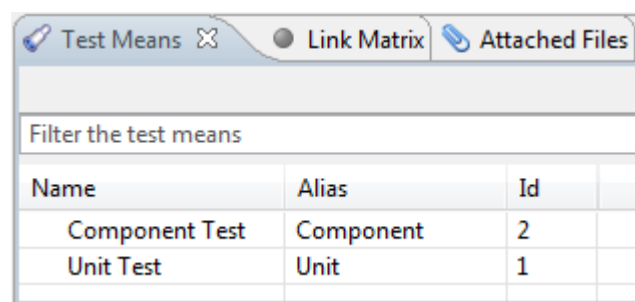 Test Means Link Matrix Attached Files
Filter the test means
Name Alias Id
Component Test Component 2
Unit Test Unit 1